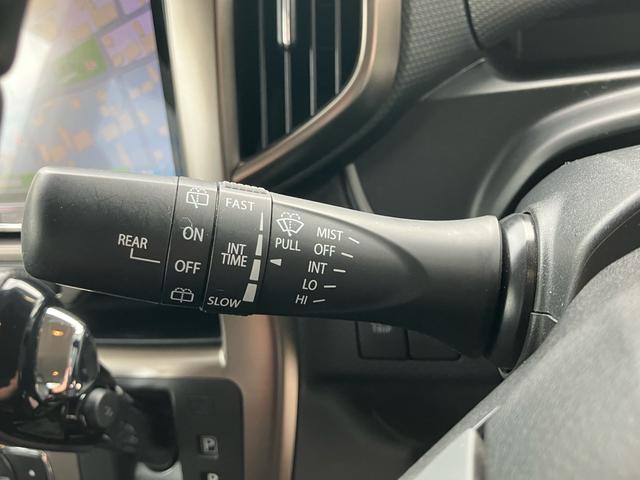 REAR
ON
OFF
FAST
INT
TIME
SLOW
PULL
MIST
OFF
INT
LO
HI
P
P